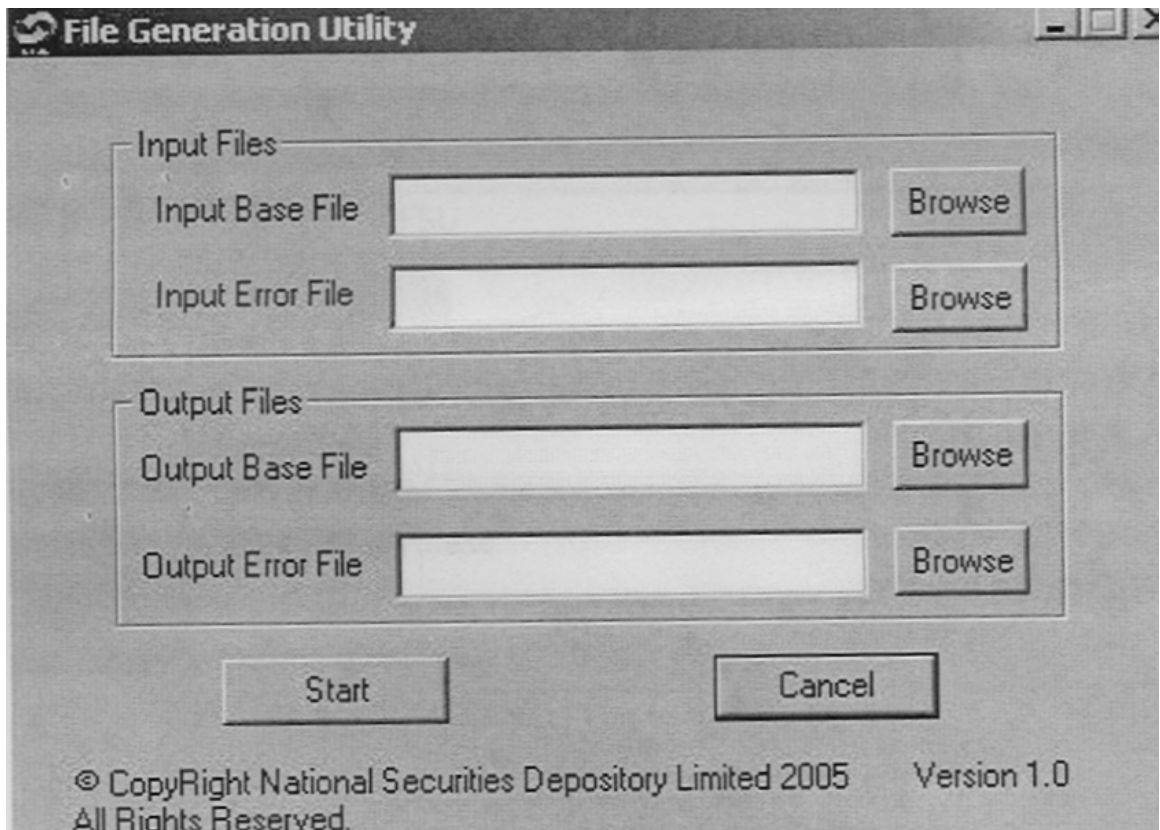 File Generation Utility
Input Files
Input Base File Browse
Input Error File Browse
Output Files
Output Base File Browse
Output Error File Browse
Start Cancel
© CopyRight National Securities Depository Limited 2005 Version 1.0
All Rights Reserved.